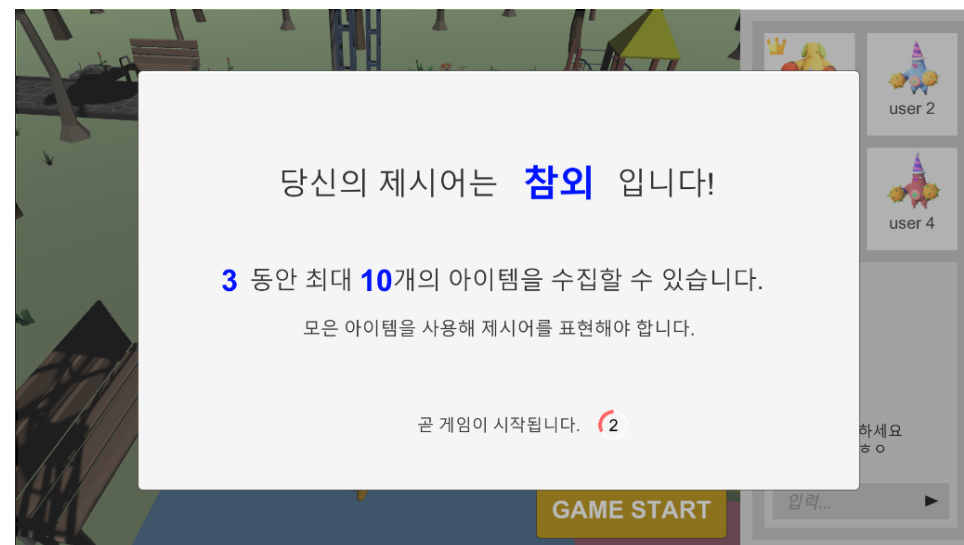 당신의 제시어는 참외 입니다!
3 동안 최대 10개의 아이템을 수집할 수 있습니다.
모은 아이템을 사용해 제시어를 표현해야 합니다.
곧 게임이 시작됩니다. 2
user 2
user 4
하세요
ㅎㅇ
입력...
GAME START